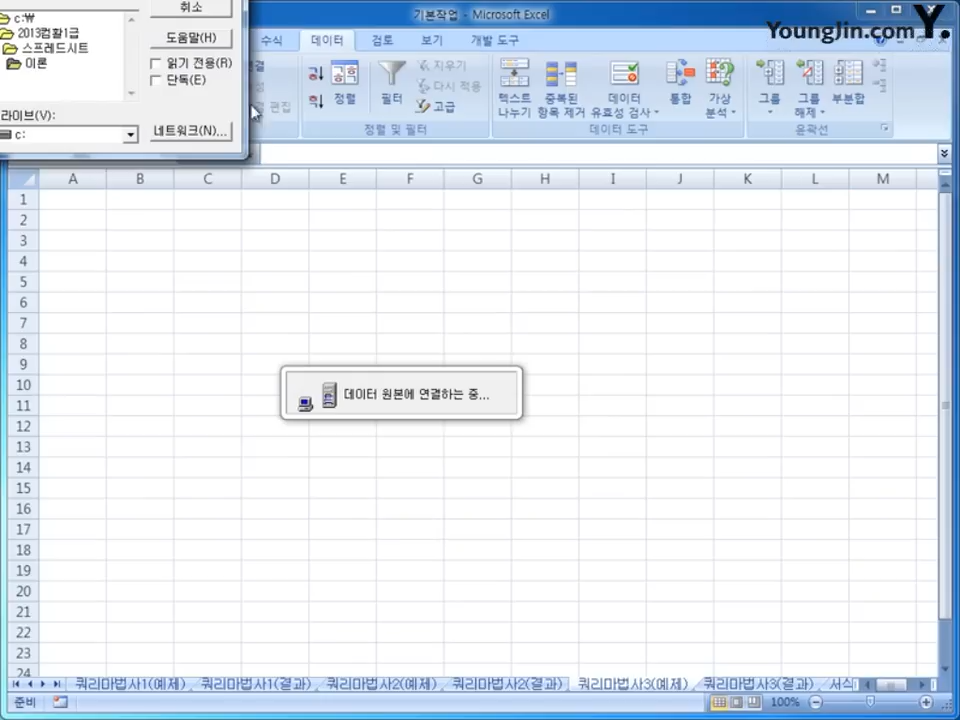 기본작업 - Microsoft Excel
YoungJin.com Y.
취소
c:\
2013컴활1급
스프레드시트
이론
도움말(H)
읽기 전용(R)
단독(E)
라이브(V):
c:
네트워크(N)...
수식 데이터 검토 보기 개발 도구
편집
정렬
필터
지우기
다시 적용
고급
정렬 및 필터
텍스트 나누기
중복된 항목 제거
데이터 유효성 검사
통합
가상 분석
데이터 도구
그룹
그룹 해제
부분합
윤곽선
A B C D E F G H I J K L M
1
2
3
4
5
6
7
8
9
10
11
12
13
14
15
16
17
18
19
20
21
22
23
24
데이터 원본에 연결하는 중...
쿼리마법사1(예제) 쿼리마법사1(결과) 쿼리마법사2(예제) 쿼리마법사2(결과) 쿼리마법사3(예제) 쿼리마법사3(결과) 서식
준비 100%